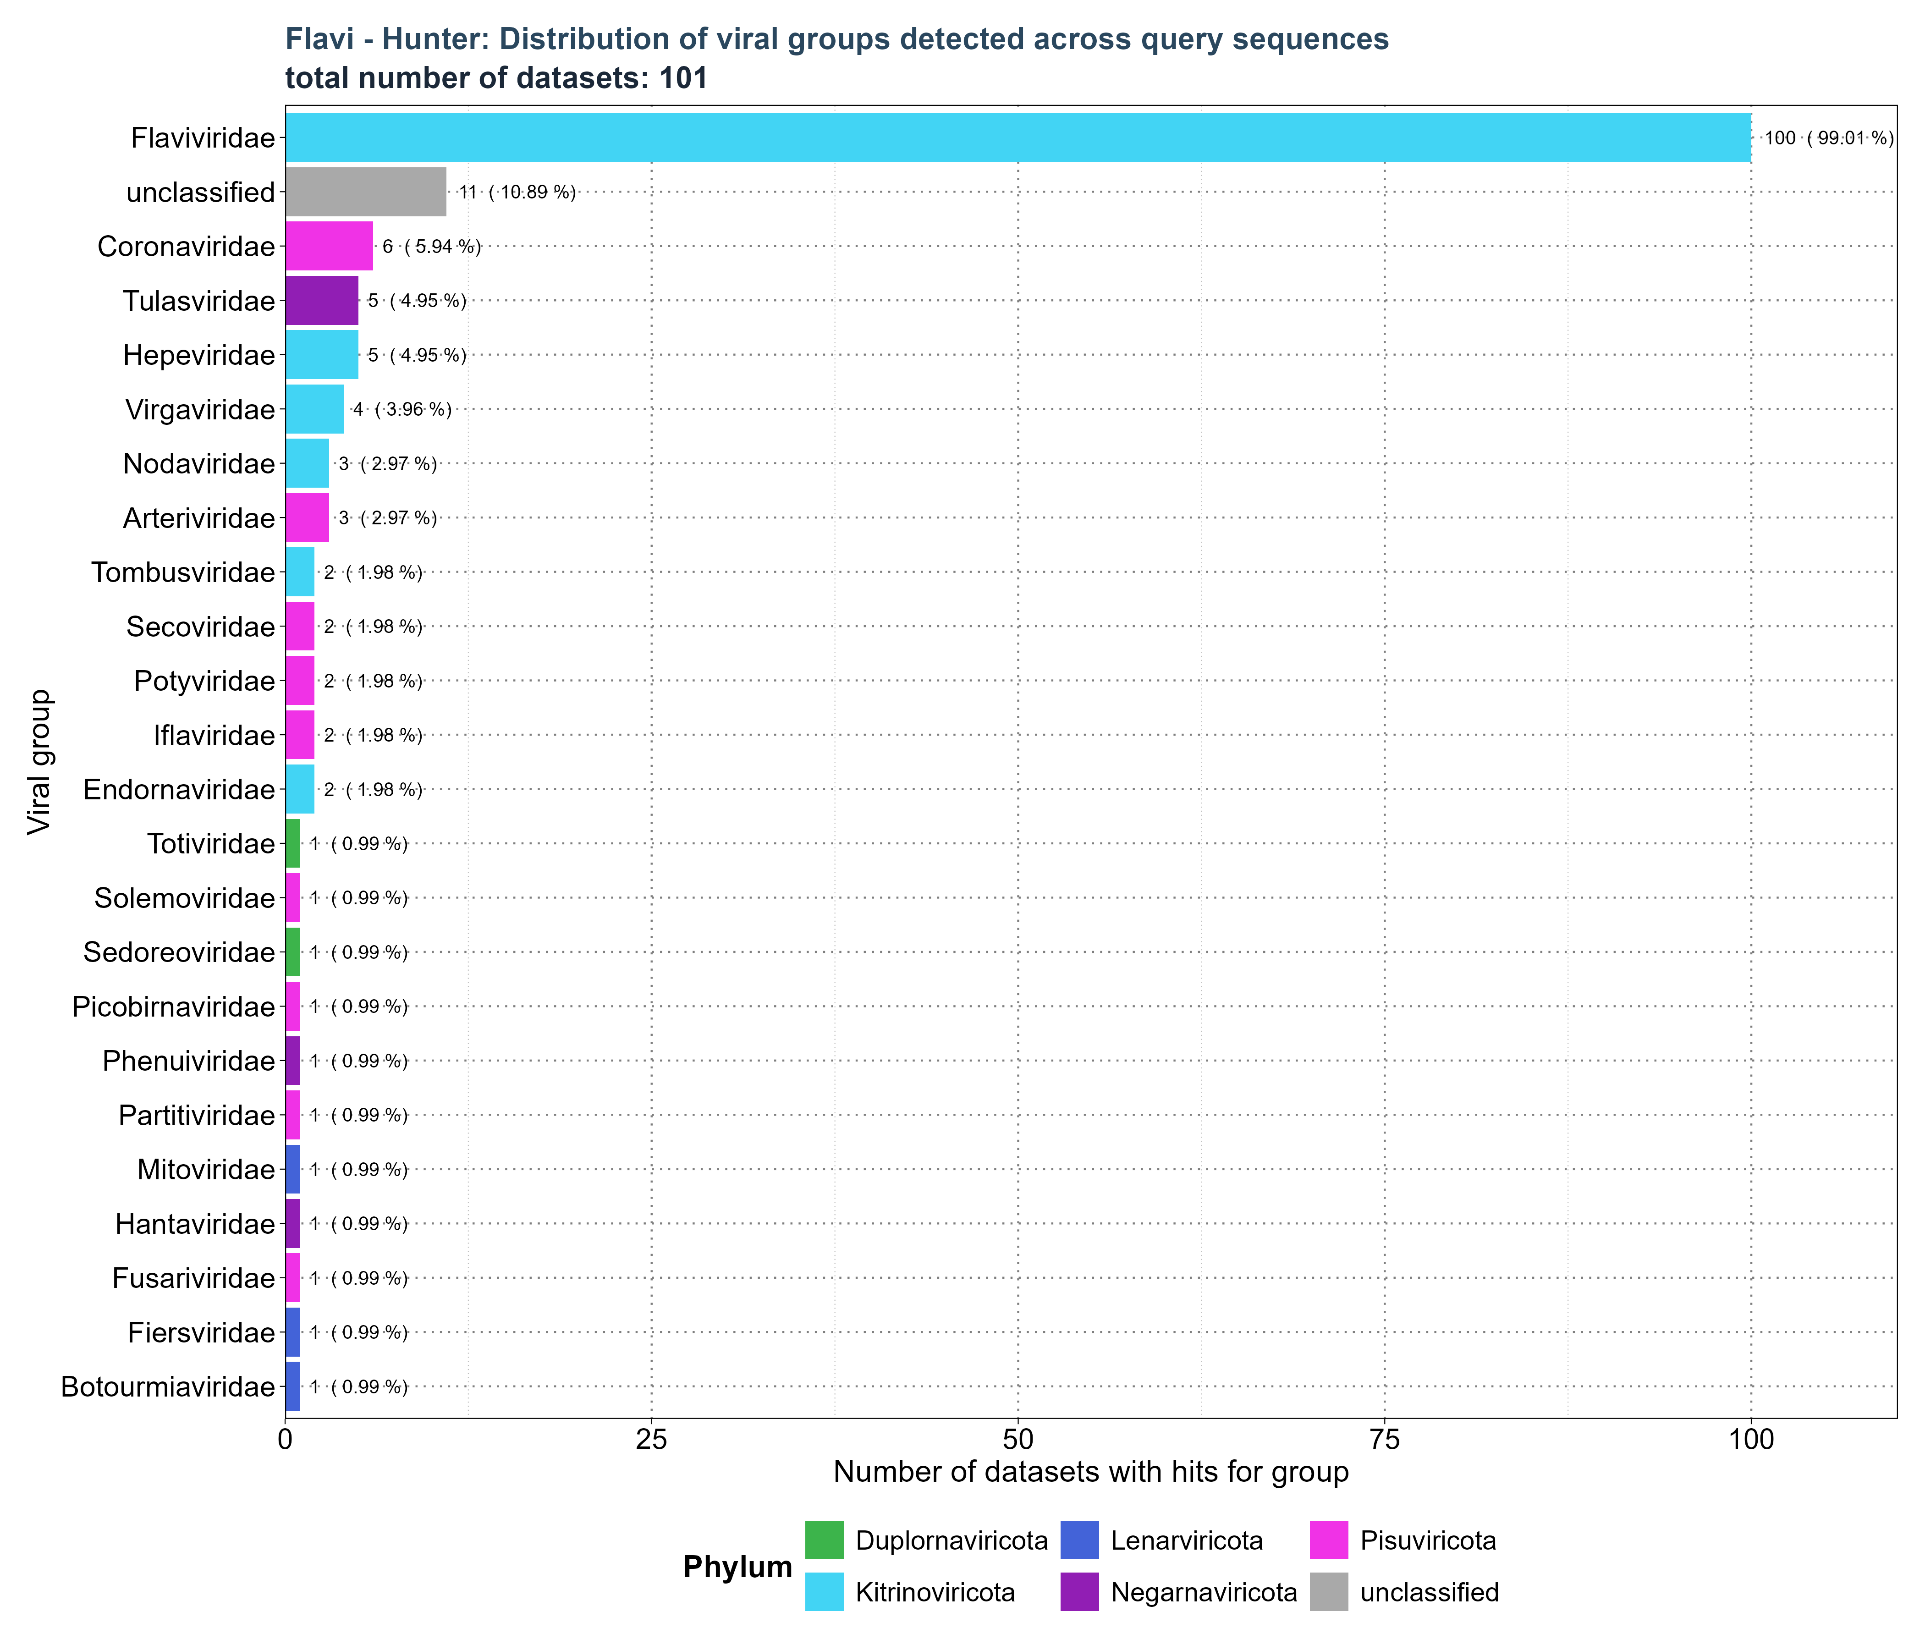 Flavi - Hunter: Distribution of viral groups detected across query sequences
total number of datasets: 101
Viral group
Flaviviridae 100 ( 99.01 %)
unclassified 11 ( 10.89 %)
Coronaviridae 6 ( 5.94 %)
Tulasviridae 5 ( 4.95 %)
Hepeviridae 5 ( 4.95 %)
Virgaviridae 4 ( 3.96 %)
Nodaviridae 3 ( 2.97 %)
Arteriviridae 3 ( 2.97 %)
Tombusviridae 2 ( 1.98 %)
Secoviridae 2 ( 1.98 %)
Potyviridae 2 ( 1.98 %)
Iflaviridae 2 ( 1.98 %)
Endornaviridae 2 ( 1.98 %)
Totiviridae 1 ( 0.99 %)
Solemoviridae 1 ( 0.99 %)
Sedoreoviridae 1 ( 0.99 %)
Picobirnaviridae 1 ( 0.99 %)
Phenuiviridae 1 ( 0.99 %)
Partitiviridae 1 ( 0.99 %)
Mitoviridae 1 ( 0.99 %)
Hantaviridae 1 ( 0.99 %)
Fusariviridae 1 ( 0.99 %)
Fiersviridae 1 ( 0.99 %)
Botourmiaviridae 1 ( 0.99 %)
0 25 50 75 100
Number of datasets with hits for group
Phylum
Duplornaviricota Lenarviricota Pisuviricota
Kitrinoviricota Negarnaviricota unclassified